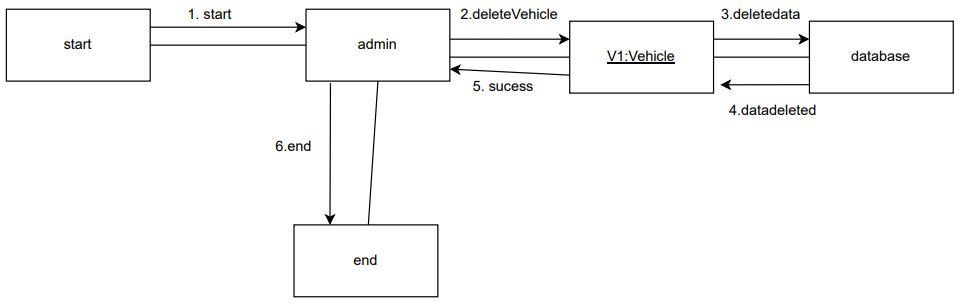 1. start
2.deleteVehicle
3.deletedata
start
admin
V1:Vehicle
database
5. sucess
4.datadeleted
6.end
end